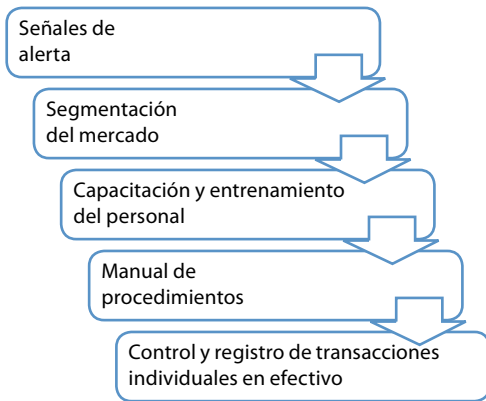 Señales de
alerta
Segmentación
del mercado
Capacitación y entrenamiento
del personal
Manual de
procedimientos
Control y registro de transacciones
individuales en efectivo